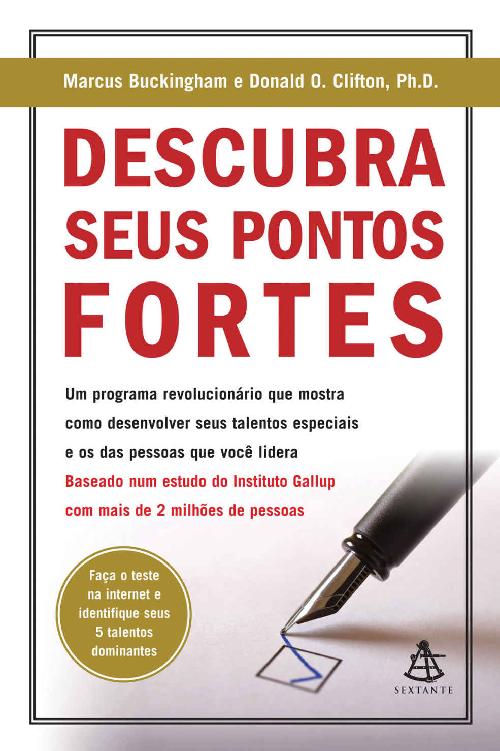 Marcus Buckingham e Donald O. Clifton, Ph.D.
DESCUBRA
SEUS PONTOS
FORTES
Um programa revolucionário que mostra
como desenvolver seus talentos especiais
e os das pessoas que você lidera
Baseado num estudo do Instituto Gallup
com mais de 2 milhões de pessoas
Faça o teste
na internet e
identifique seus
5 talentos
dominantes
SEXTANTE